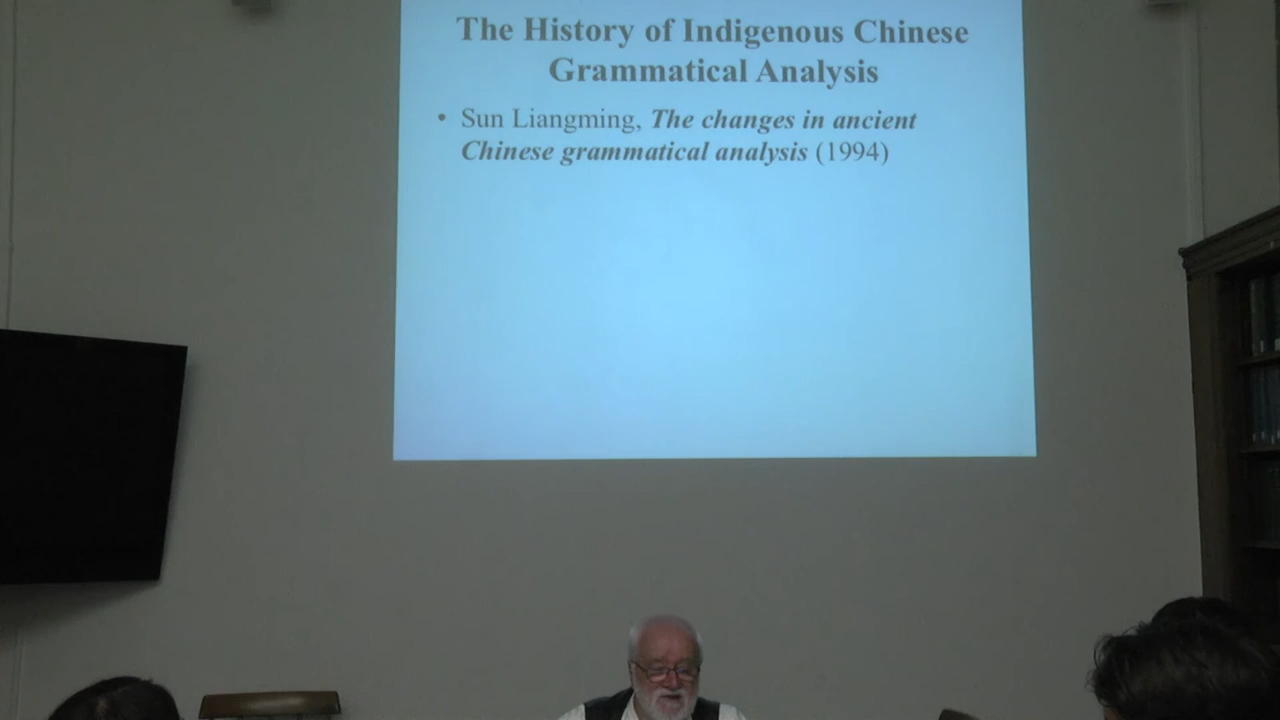 The History of Indigenous Chinese
Grammatical Analysis
• Sun Liangming, The changes in ancient
Chinese grammatical analysis (1994)